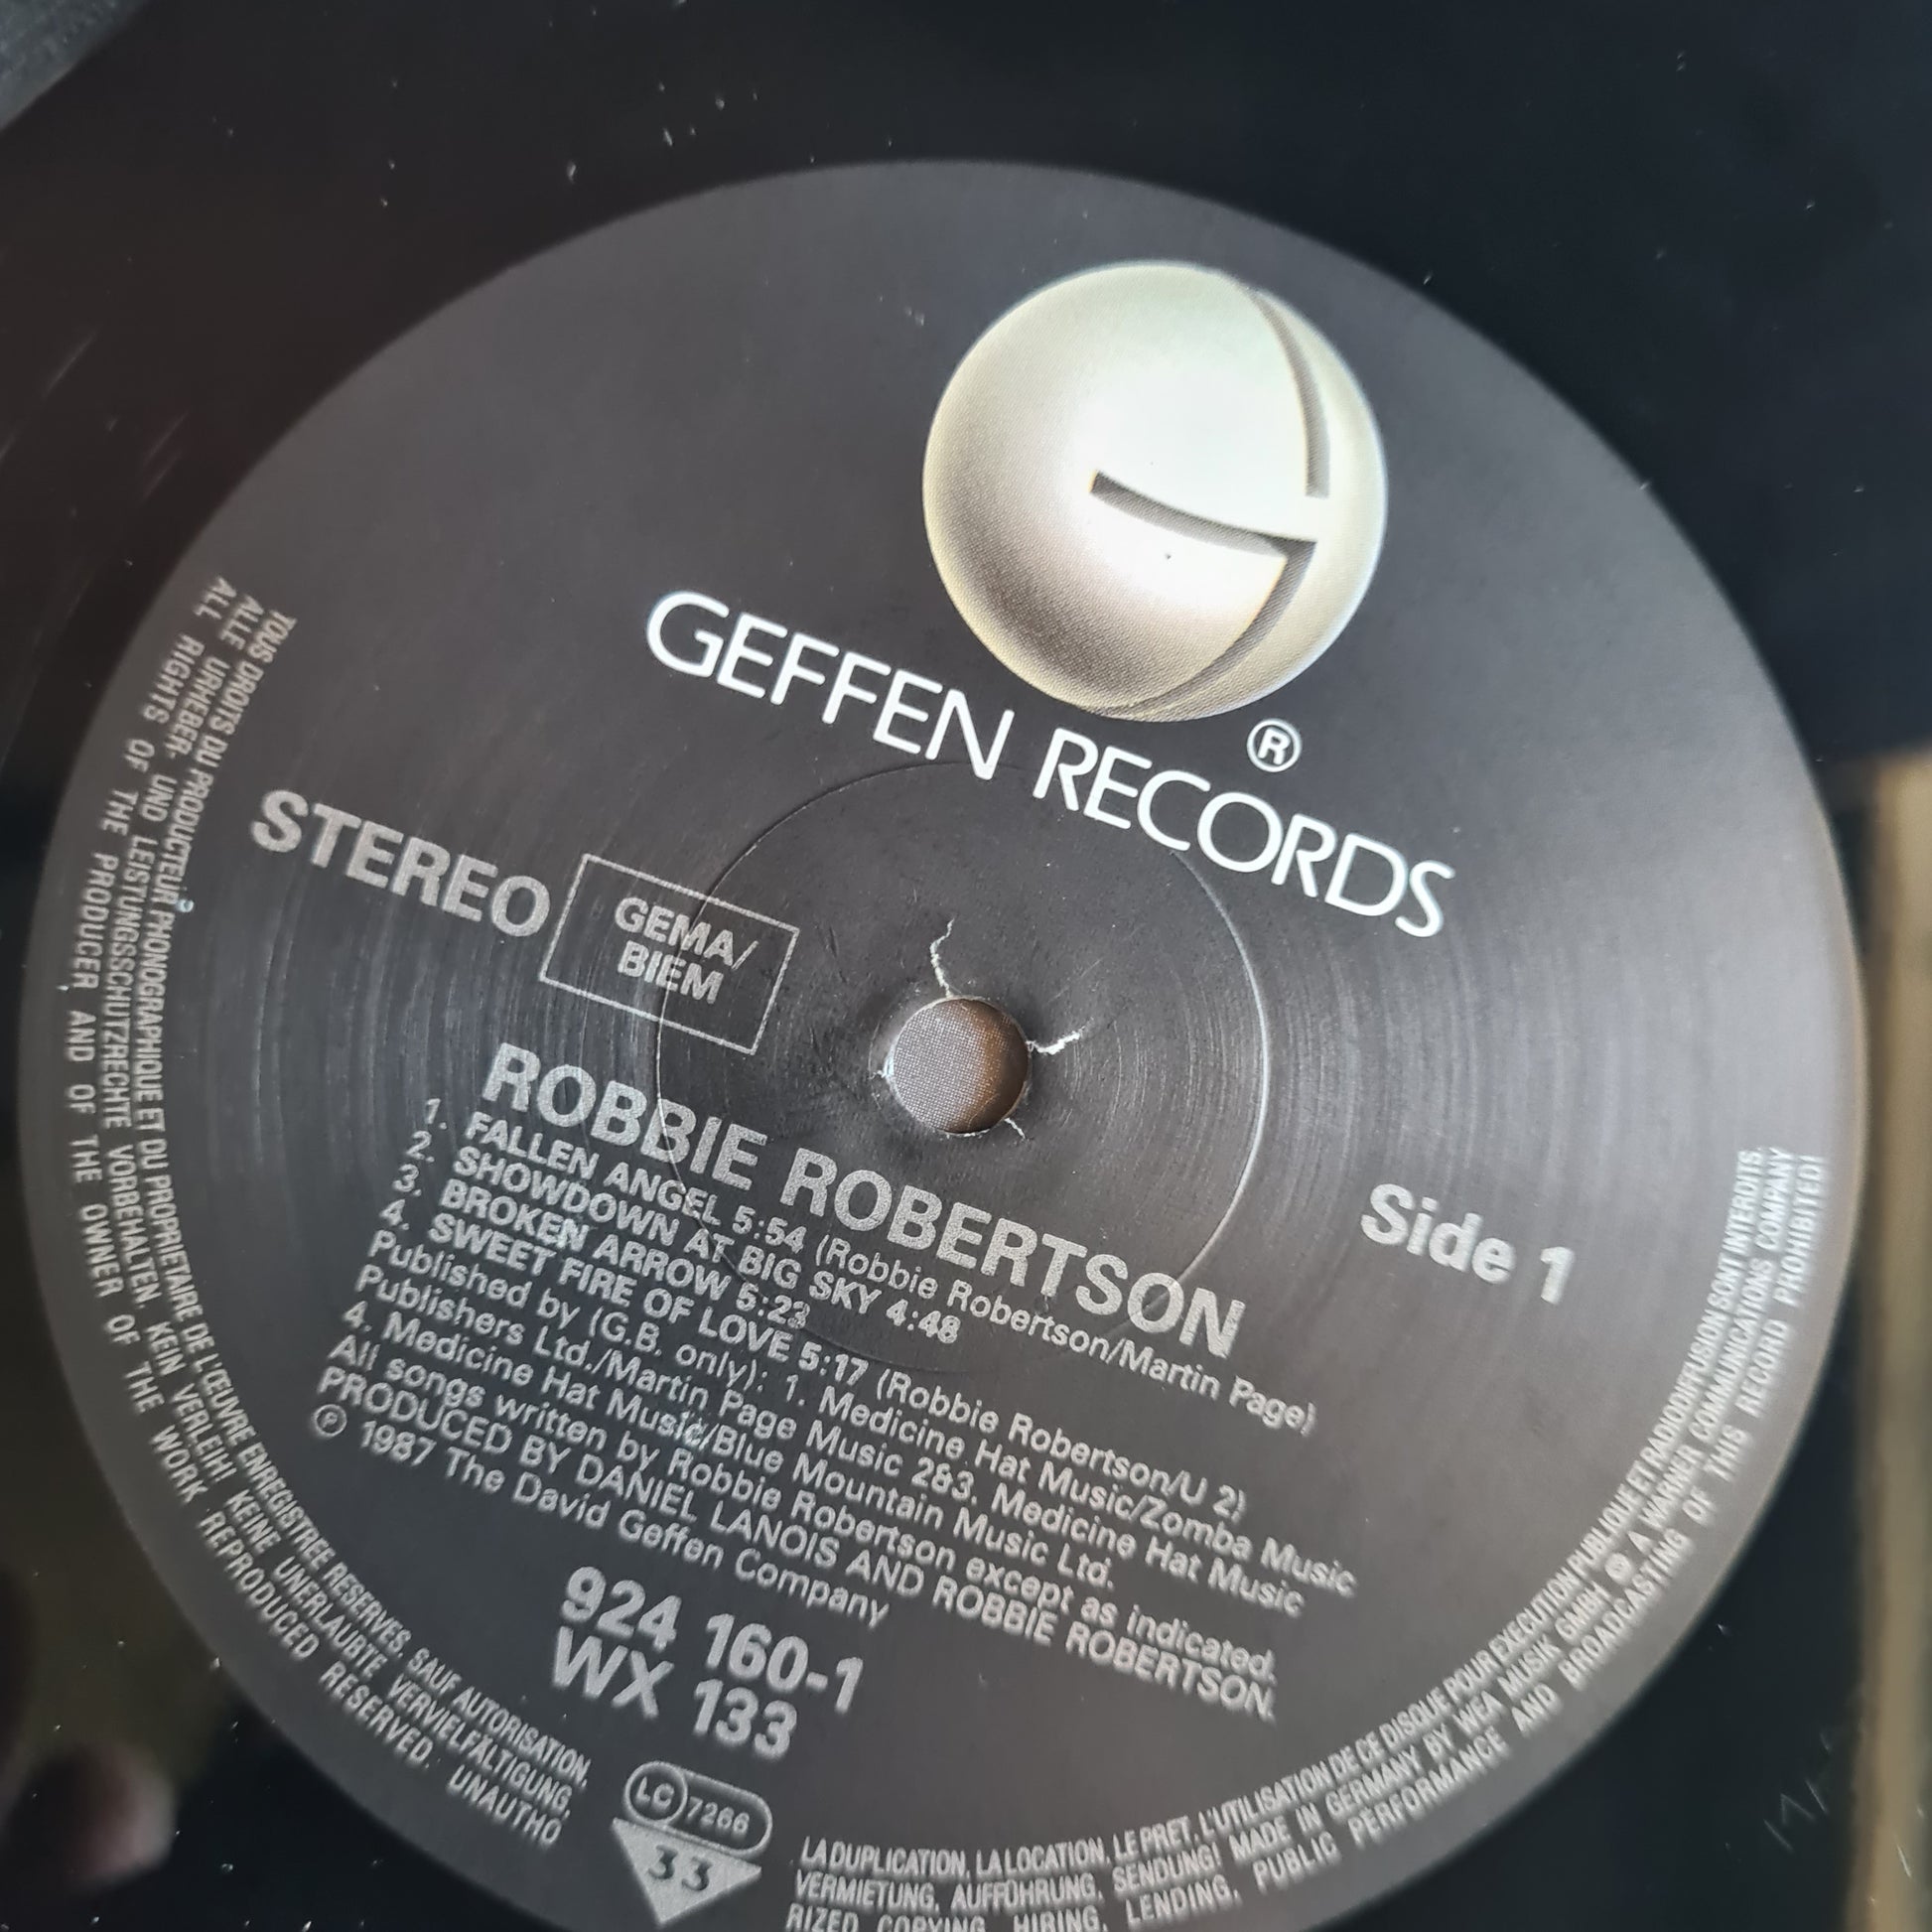 GEFFEN RECORDS
®
STEREO
GEMA/
BIEM
Side 1
ROBBIE ROBERTSON
1. FALLEN ANGEL 5:54 (Robbie Robertson/Martin Page)
2. SHOWDOWN AT BIG SKY 4:48
3. BROKEN ARROW 5:23
4. SWEET FIRE OF LOVE 5:17 (Robbie Robertson/U 2)
Published by (G.B. only): 1. Medicine Hat Music/Zomba Music
Publishers Ltd./Martin Page Music 2&3. Medicine Hat Music
4. Medicine Hat Music/Blue Mountain Music Ltd.
All songs written by Robbie Robertson except as indicated.
PRODUCED BY DANIEL LANOIS AND ROBBIE ROBERTSON.
℗ 1987 The David Geffen Company
924 160-1
WX 133
LC 7266
33
TOUS DROITS DU PRODUCTEUR PHONOGRAPHIQUE ET DU PROPRIETAIRE DE L'ŒUVRE ENREGISTREE RESERVES. SAUF AUTORISATION, LA DUPLICATION, LA LOCATION, LE PRET, L'UTILISATION DE CE DISQUE POUR EXECUTION PUBLIQUE ET RADIODIFFUSION SONT INTERDITS.
ALLE URHEBER- UND LEISTUNGSSCHUTZRECHTE VORBEHALTEN. KEIN VERLEIH! KEINE UNERLAUBTE VERVIELFÄLTIGUNG, VERMIETUNG, AUFFÜHRUNG, SENDUNG! MADE IN GERMANY BY WEA MUSIK GMBH A WARNER COMMUNICATIONS COMPANY
ALL RIGHTS OF THE PRODUCER AND OF THE OWNER OF THE WORK REPRODUCED RESERVED. UNAUTHORIZED COPYING, HIRING, LENDING, PUBLIC PERFORMANCE AND BROADCASTING OF THIS RECORD PROHIBITED!